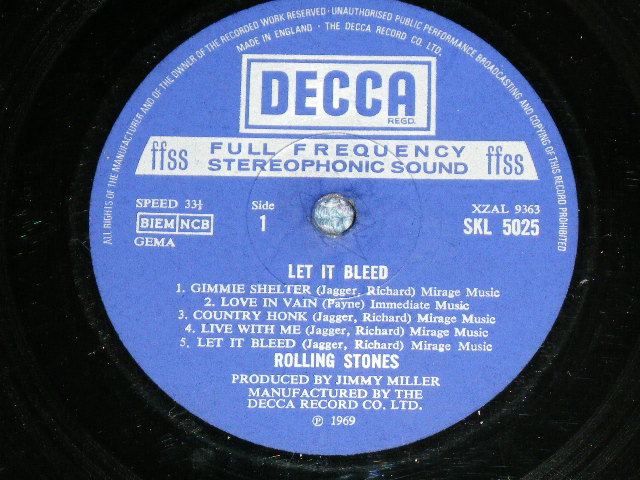 ALL RIGHTS OF THE MANUFACTURER AND OF THE OWNER OF THE RECORDED WORK RESERVED · UNAUTHORISED PUBLIC PERFORMANCE BROADCASTING AND COPYING OF THIS RECORD PROHIBITED
MADE IN ENGLAND · THE DECCA RECORD CO. LTD.
DECCA
REGD.
ffss FULL FREQUENCY STEREOPHONIC SOUND ffss
SPEED 33⅓
BIEM NCB
GEMA
Side
1
XZAL 9363
SKL 5025
LET IT BLEED
1. GIMMIE SHELTER (Jagger, Richard) Mirage Music
2. LOVE IN VAIN (Payne) Immediate Music
3. COUNTRY HONK (Jagger, Richard) Mirage Music
4. LIVE WITH ME (Jagger, Richard) Mirage Music
5. LET IT BLEED (Jagger, Richard) Mirage Music
ROLLING STONES
PRODUCED BY JIMMY MILLER
MANUFACTURED BY THE
DECCA RECORD CO. LTD.
℗ 1969